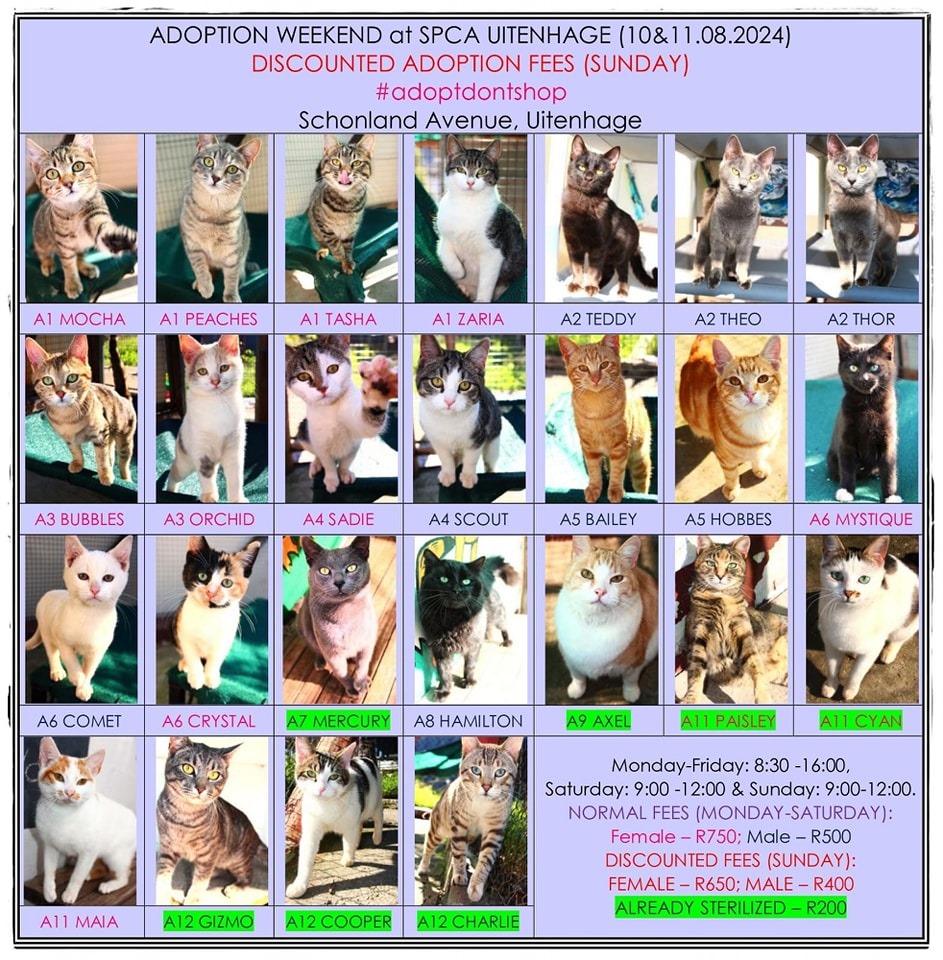 ADOPTION WEEKEND at SPCA UITENHAGE (10&11.08.2024)
DISCOUNTED ADOPTION FEES (SUNDAY)
#adoptdontshop
Schonland Avenue, Uitenhage
A1 MOCHA
A1 PEACHES
A1 TASHA
A1 ZARIA
A2 TEDDY
A2 THEO
A2 THOR
A3 BUBBLES
A3 ORCHID
A4 SADIE
A4 SCOUT
A5 BAILEY
A5 HOBBES
A6 MYSTIQUE
A6 COMET
A6 CRYSTAL
A7 MERCURY
A8 HAMILTON
A9 AXEL
A11 PAISLEY
A11 CYAN
A11 MAIA
A12 GIZMO
A12 COOPER
A12 CHARLIE
Monday-Friday: 8:30 -16:00,
Saturday: 9:00 -12:00 & Sunday: 9:00-12:00.
NORMAL FEES (MONDAY-SATURDAY):
Female – R750; Male – R500
DISCOUNTED FEES (SUNDAY):
FEMALE – R650; MALE – R400
ALREADY STERILIZED – R200